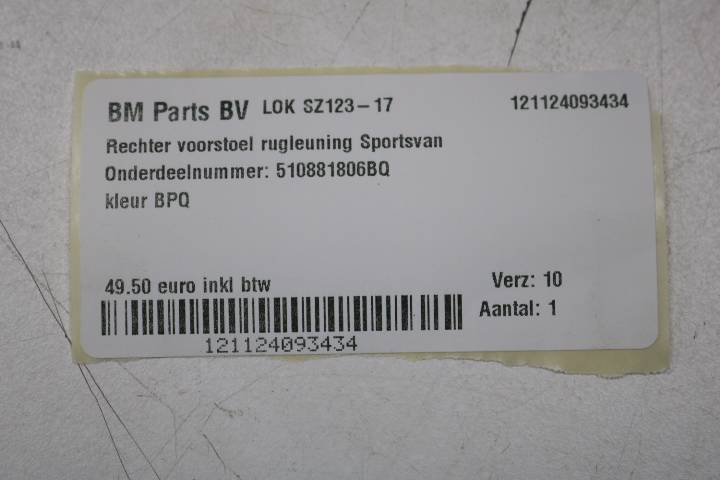 BM Parts BV LOK SZ123-17 121124093434
Rechter voorstoel rugleuning Sportsvan
Onderdeelnummer: 510881806BQ
kleur BPQ
49.50 euro inkl btw Verz: 10
Aantal: 1
121124093434